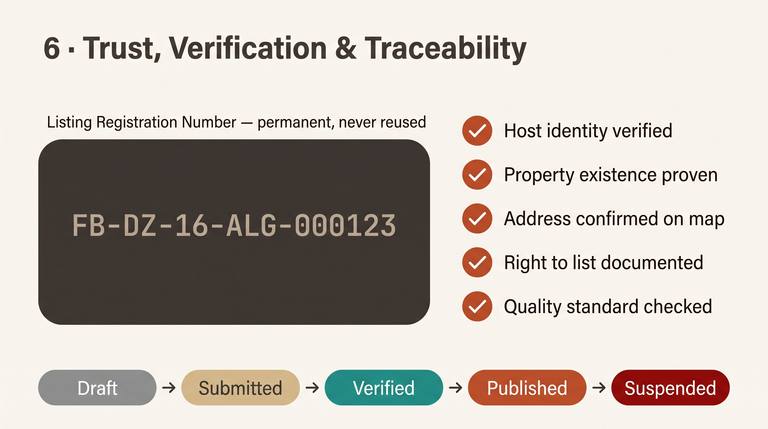 6 · Trust, Verification & Traceability
Listing Registration Number — permanent, never reused
FB-DZ-16-ALG-000123
Host identity verified
Property existence proven
Address confirmed on map
Right to list documented
Quality standard checked
Draft → Submitted → Verified → Published → Suspended